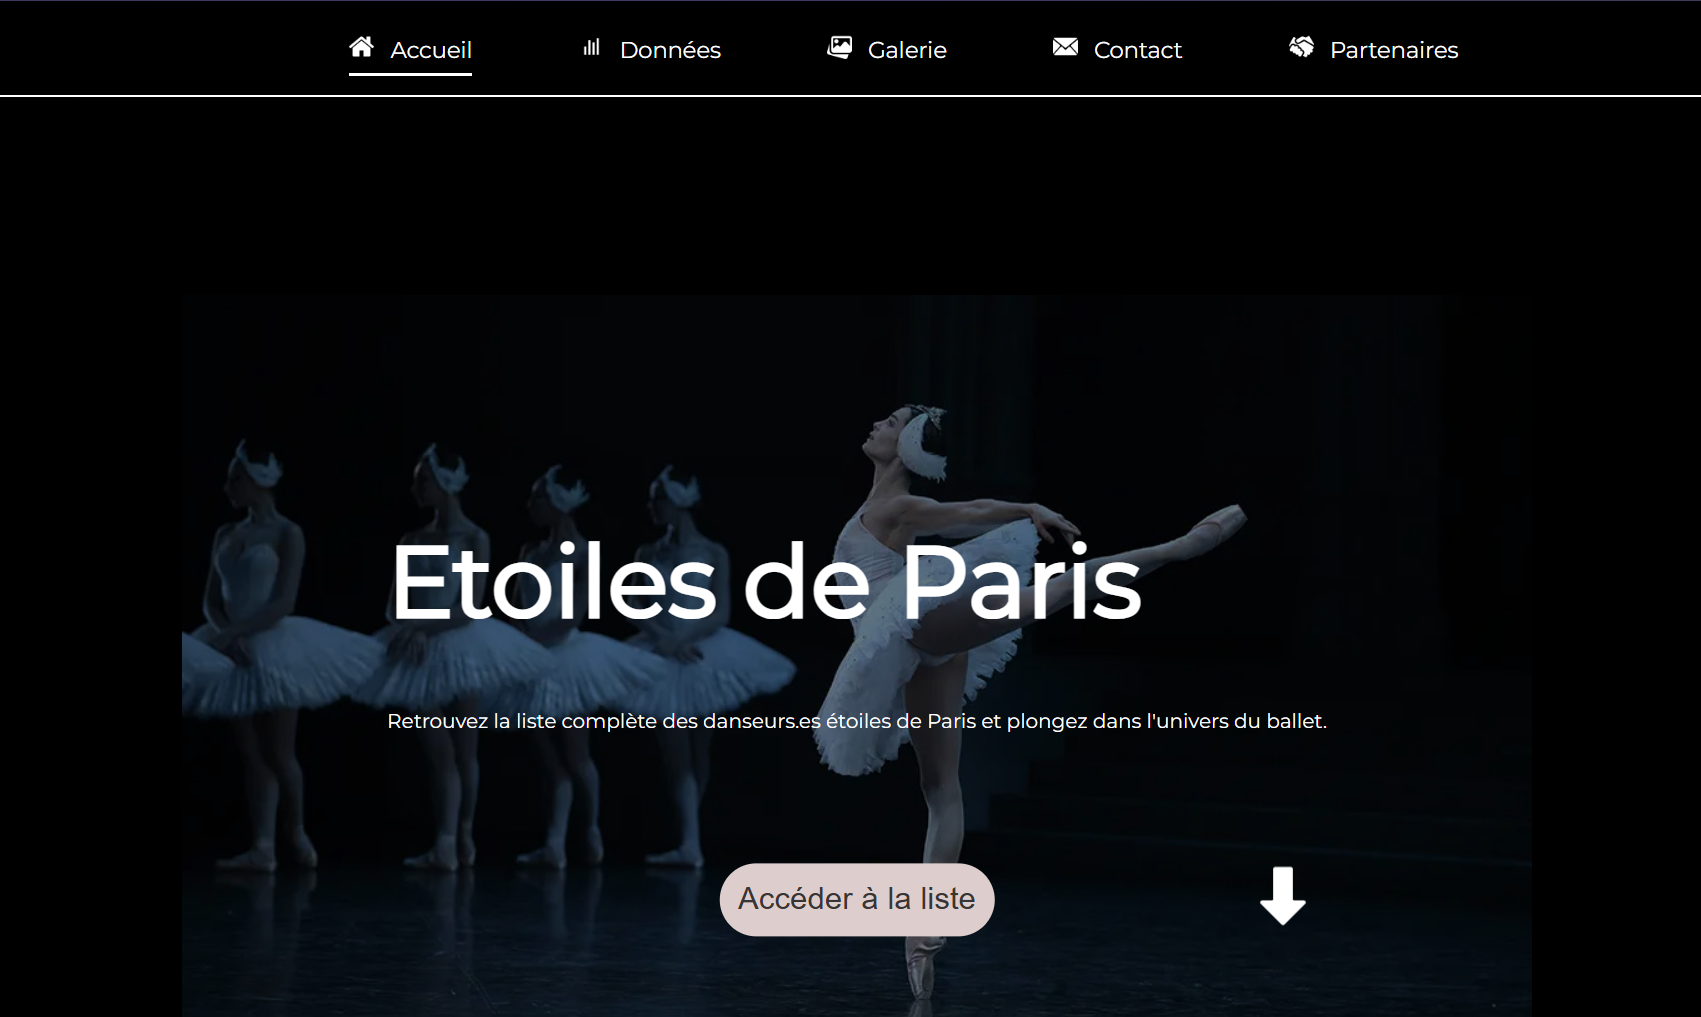 Accueil Données Galerie Contact Partenaires
Etoiles de Paris
Retrouvez la liste complète des danseurs.es étoiles de Paris et plongez dans l'univers du ballet.
Accéder à la liste